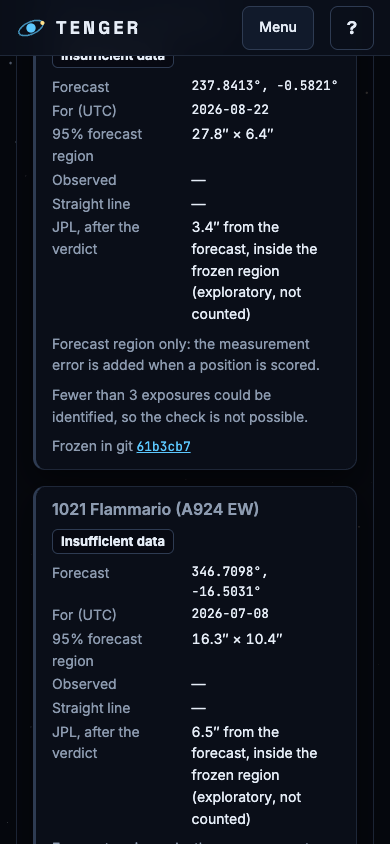 TENGER
Menu
?
Insufficient data
Forecast 237.8413°, -0.5821°
For (UTC) 2026-08-22
95% forecast region 27.8″ × 6.4″
Observed —
Straight line —
JPL, after the verdict 3.4″ from the
forecast, inside the
frozen region
(exploratory, not
counted)
Forecast region only: the measurement
error is added when a position is scored.
Fewer than 3 exposures could be
identified, so the check is not possible.
Frozen in git 61b3cb7
1021 Flammario (A924 EW)
Insufficient data
Forecast 346.7098°,
-16.5031°
For (UTC) 2026-07-08
95% forecast region 16.3″ × 10.4″
Observed —
Straight line —
JPL, after the verdict 6.5″ from the
forecast, inside the
frozen region
(exploratory, not
counted)